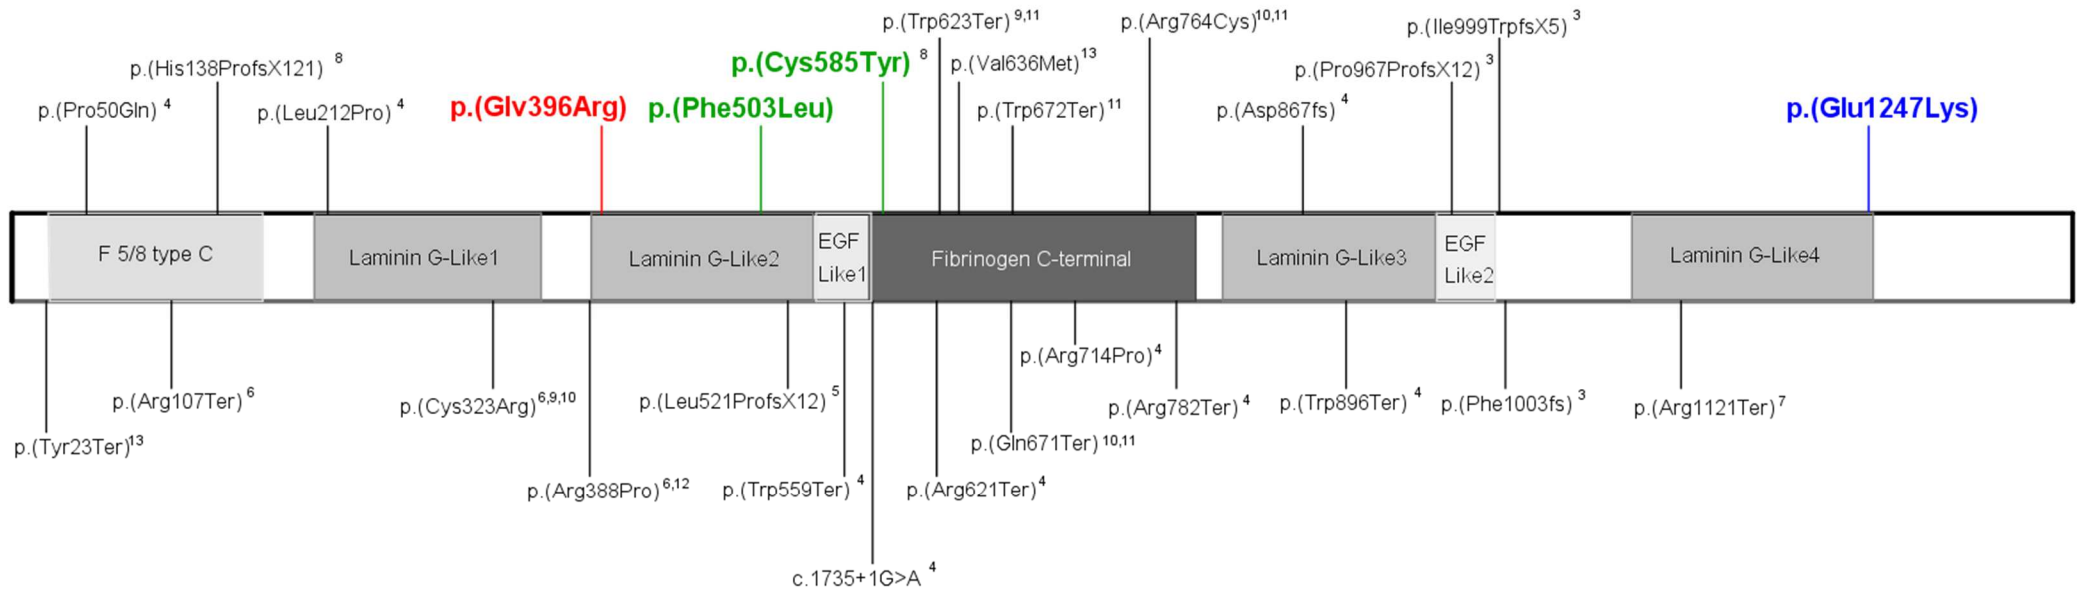 p.(Trp623Ter) 9,11
p.(Arg764Cys)10,11
p.(Ile999TrpfsX5) 3
p.(His138ProfsX121) 8
p.(Cys585Tyr) 8
p.(Val636Met)13
p.(Pro967ProfsX12) 3
p.(Pro50Gln) 4
p.(Leu212Pro) 4
p.(Glv396Arg)
p.(Phe503Leu)
p.(Trp672Ter)11
p.(Asp867fs) 4
p.(Glu1247Lys)
F 5/8 type C
Laminin G-Like1
Laminin G-Like2
EGF
Like1
Fibrinogen C-terminal
Laminin G-Like3
EGF
Like2
Laminin G-Like4
p.(Arg714Pro)4
p.(Arg107Ter)6
p.(Cys323Arg)6,9,10
p.(Leu521ProfsX12) 5
p.(Arg782Ter) 4
p.(Trp896Ter) 4
p.(Phe1003fs) 3
p.(Arg1121Ter)7
p.(Tyr23Ter)13
p.(Gln671Ter)10,11
p.(Arg388Pro)6,12
p.(Trp559Ter) 4
p.(Arg621Ter)4
c.1735+1G>A 4